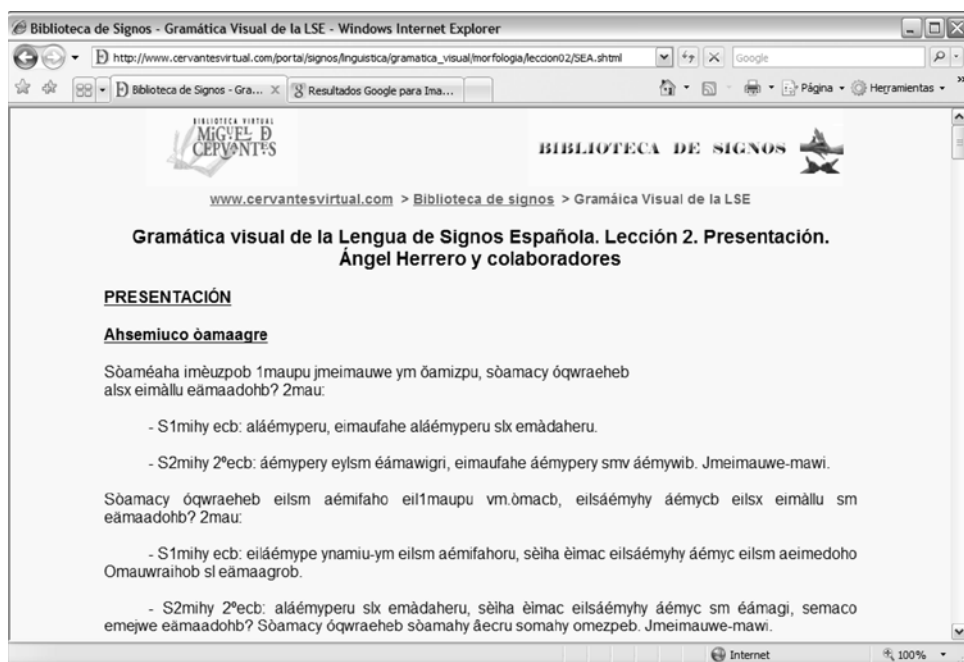 Biblioteca de Signos - Gramática Visual de la LSE - Windows Internet Explorer
http://www.cervantesvirtual.com/portal/signos/linguistica/gramatica_visual/morfologia/leccion02/SEA.shtml
Google
Biblioteca de Signos - Gra...
Resultados Google para Ima...
Página
Herramientas
BIBLIOTECA VIRTUAL
MIGUEL D
CERVANTES
BIBLIOTECA DE SIGNOS
www.cervantesvirtual.com > Biblioteca de signos > Gramáica Visual de la LSE
Gramática visual de la Lengua de Signos Española. Lección 2. Presentación.
Ángel Herrero y colaboradores
PRESENTACIÓN
Ahsemiuco òamaagre
Sòaméaha imèuzpob 1maupu jmeimauwe ym ōamizpu, sòamacy óqwraeheb
alsx eimàllu eämaadohb? 2mau:
- S1mihy ecb: aláémyperu, eimaufahe aláémyperu slx emàdaheru.
- S2mihy 2ºecb: áémypery eylsm éámawigri, eimaufahe áémypery smv áémywib. Jmeimauwe-mawi.
Sòamacy óqwraeheb eilsm aémifaho eil1maupu vm.òmacb, eilsáémyhy áémycb eilsx eimàllu sm
eämaadohb? 2mau:
- S1mihy ecb: eiláémype ynamiu-ym eilsm aémifahoru, sèiha èimac eilsáémyhy áémyc eilsm aeimedoho
Omauwraihob sl eämaagrob.
- S2mihy 2ºecb: aláémyperu slx emàdaheru, sèiha èimac eilsáémyhy áémyc sm éámagi, semaco
emejwe eämaadohb? Sòamacy óqwraeheb sòamahy âecru somahy omezpeb. Jmeimauwe-mawi.
Internet
100%